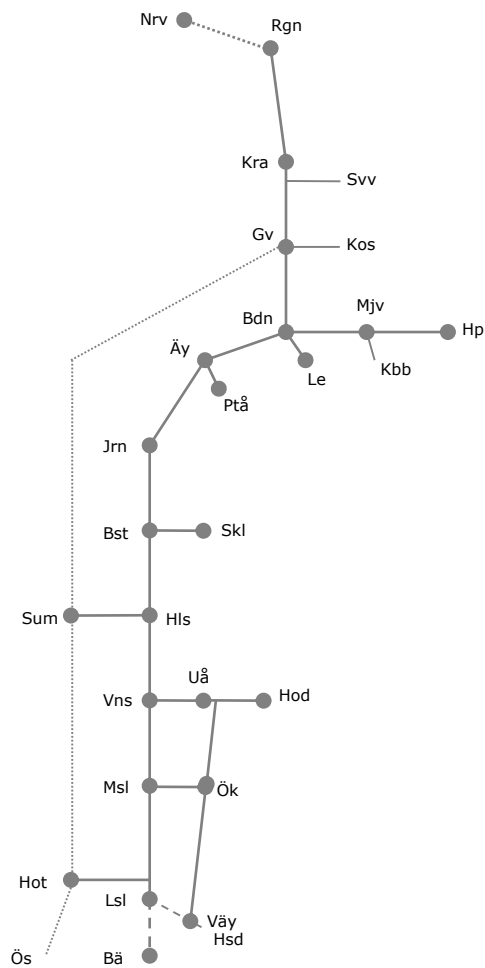 Nrv
Rgn
Kra
Svv
Gv
Kos
Bdn
Mjv
Hp
Äy
Le
Kbb
Ptå
Jrn
Bst
Skl
Sum
Hls
Uå
Vns
Hod
Msl
Ök
Hot
Lsl
Väy
Hsd
Ös
Bä